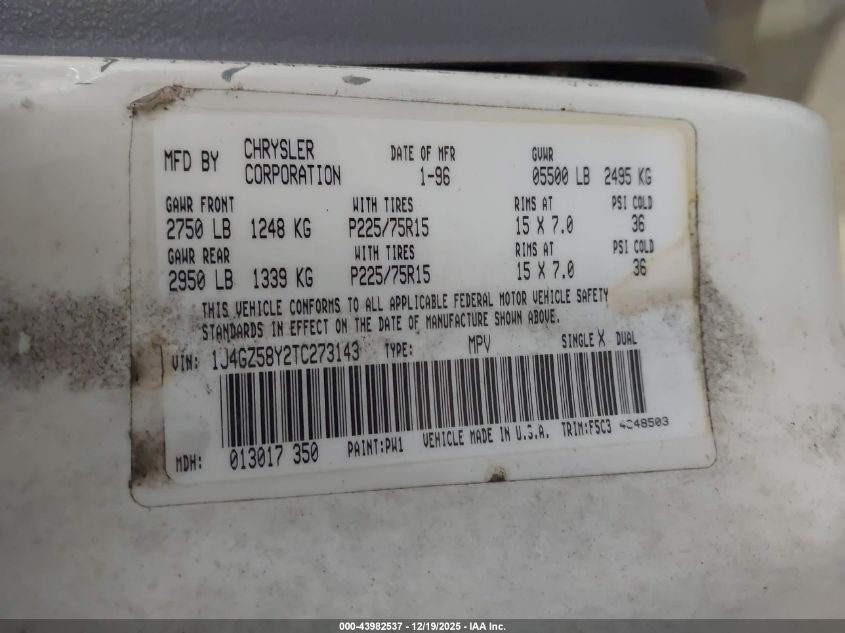 MFD BY CHRYSLER CORPORATION DATE OF MFR 1-96 GVWR 05500 LB 2495 KG
GAWR FRONT WITH TIRES RIMS AT PSI COLD
2750 LB 1248 KG P225/75R15 15 X 7.0 36
GAWR REAR WITH TIRES RIMS AT PSI COLD
2950 LB 1339 KG P225/75R15 15 X 7.0 36
THIS VEHICLE CONFORMS TO ALL APPLICABLE FEDERAL MOTOR VEHICLE SAFETY
STANDARDS IN EFFECT ON THE DATE OF MANUFACTURE SHOWN ABOVE.
VIN: 1J4GZ58Y2TC273143 TYPE: MPV SINGLE X DUAL
MDH: 013017 350 PAINT:PW1 VEHICLE MADE IN U.S.A. TRIM:F5C3 4248503
000-43982537 - 12/19/2025 - IAA Inc.